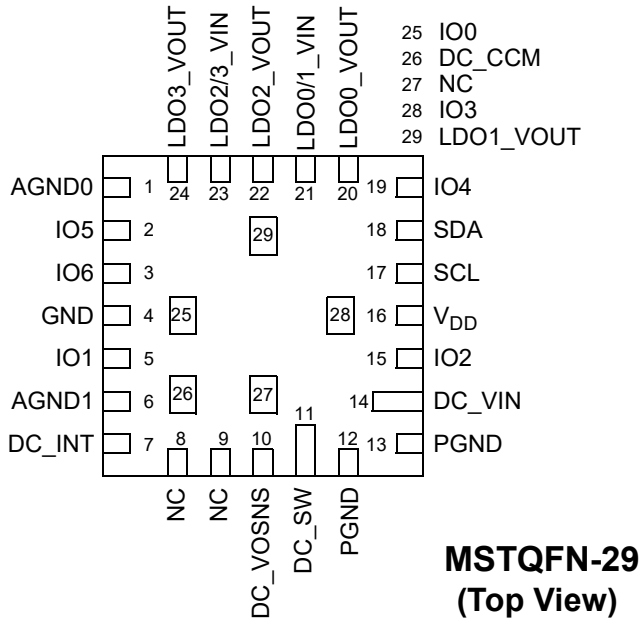 LDO3_VOUT
LDO2/3_VIN
LDO2_VOUT
LDO0/1_VIN
LDO0_VOUT
25 IO0
26 DC_CCM
27 NC
28 IO3
29 LDO1_VOUT
24 23 22 21 20
AGND0 1
19 IO4
IO5 2
29
18 SDA
IO6 3
17 SCL
GND 4
25
28
16 VDD
IO1 5
15 IO2
AGND1 6
26
27
11
14 DC_VIN
DC_INT 7
8 9 10 12
13 PGND
NC
NC
DC_VOSNS
DC_SW
PGND
MSTQFN-29
(Top View)